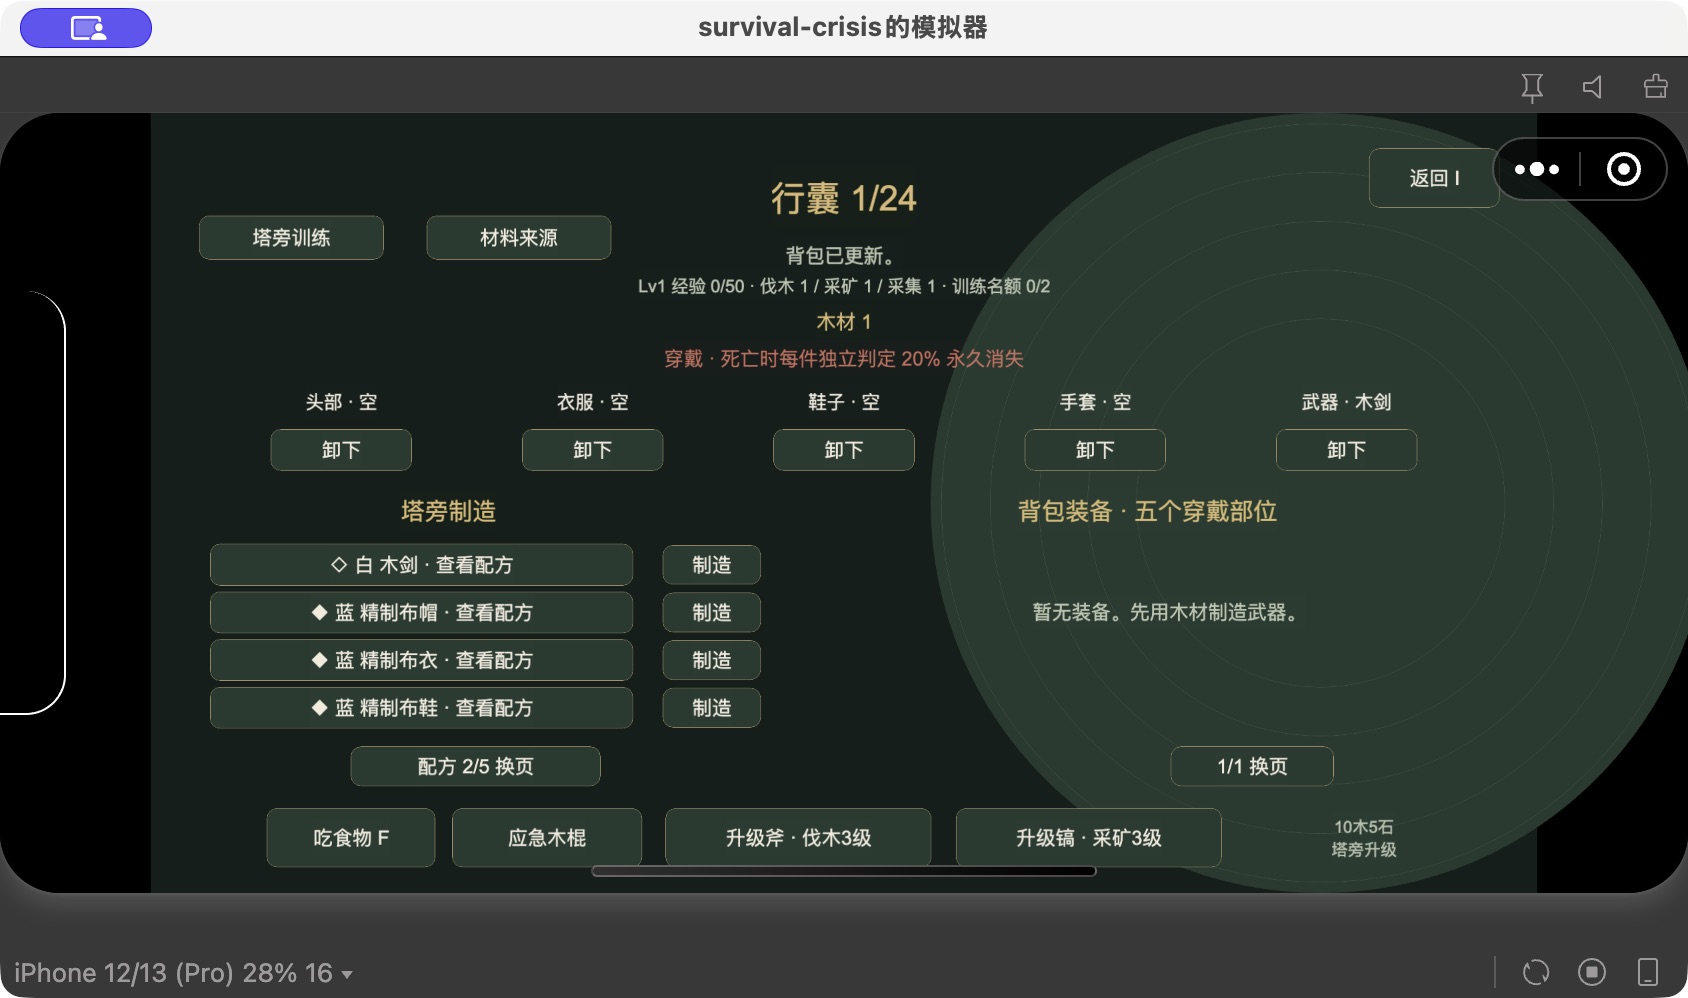 survival-crisis的模拟器
返回 I
行囊 1/24
塔旁训练
材料来源
背包已更新。
Lv1 经验 0/50 · 伐木 1 / 采矿 1 / 采集 1 · 训练名额 0/2
木材 1
穿戴 · 死亡时每件独立判定 20% 永久消失
头部 · 空
衣服 · 空
鞋子 · 空
手套 · 空
武器 · 木剑
卸下
卸下
卸下
卸下
卸下
塔旁制造
背包装备 · 五个穿戴部位
◇ 白 木剑 · 查看配方
制造
◆ 蓝 精制布帽 · 查看配方
制造
暂无装备。先用木材制造武器。
◆ 蓝 精制布衣 · 查看配方
制造
◆ 蓝 精制布鞋 · 查看配方
制造
配方 2/5 换页
1/1 换页
吃食物 F
应急木棍
升级斧 · 伐木3级
升级镐 · 采矿3级
10木5石
塔旁升级
iPhone 12/13 (Pro) 28% 16